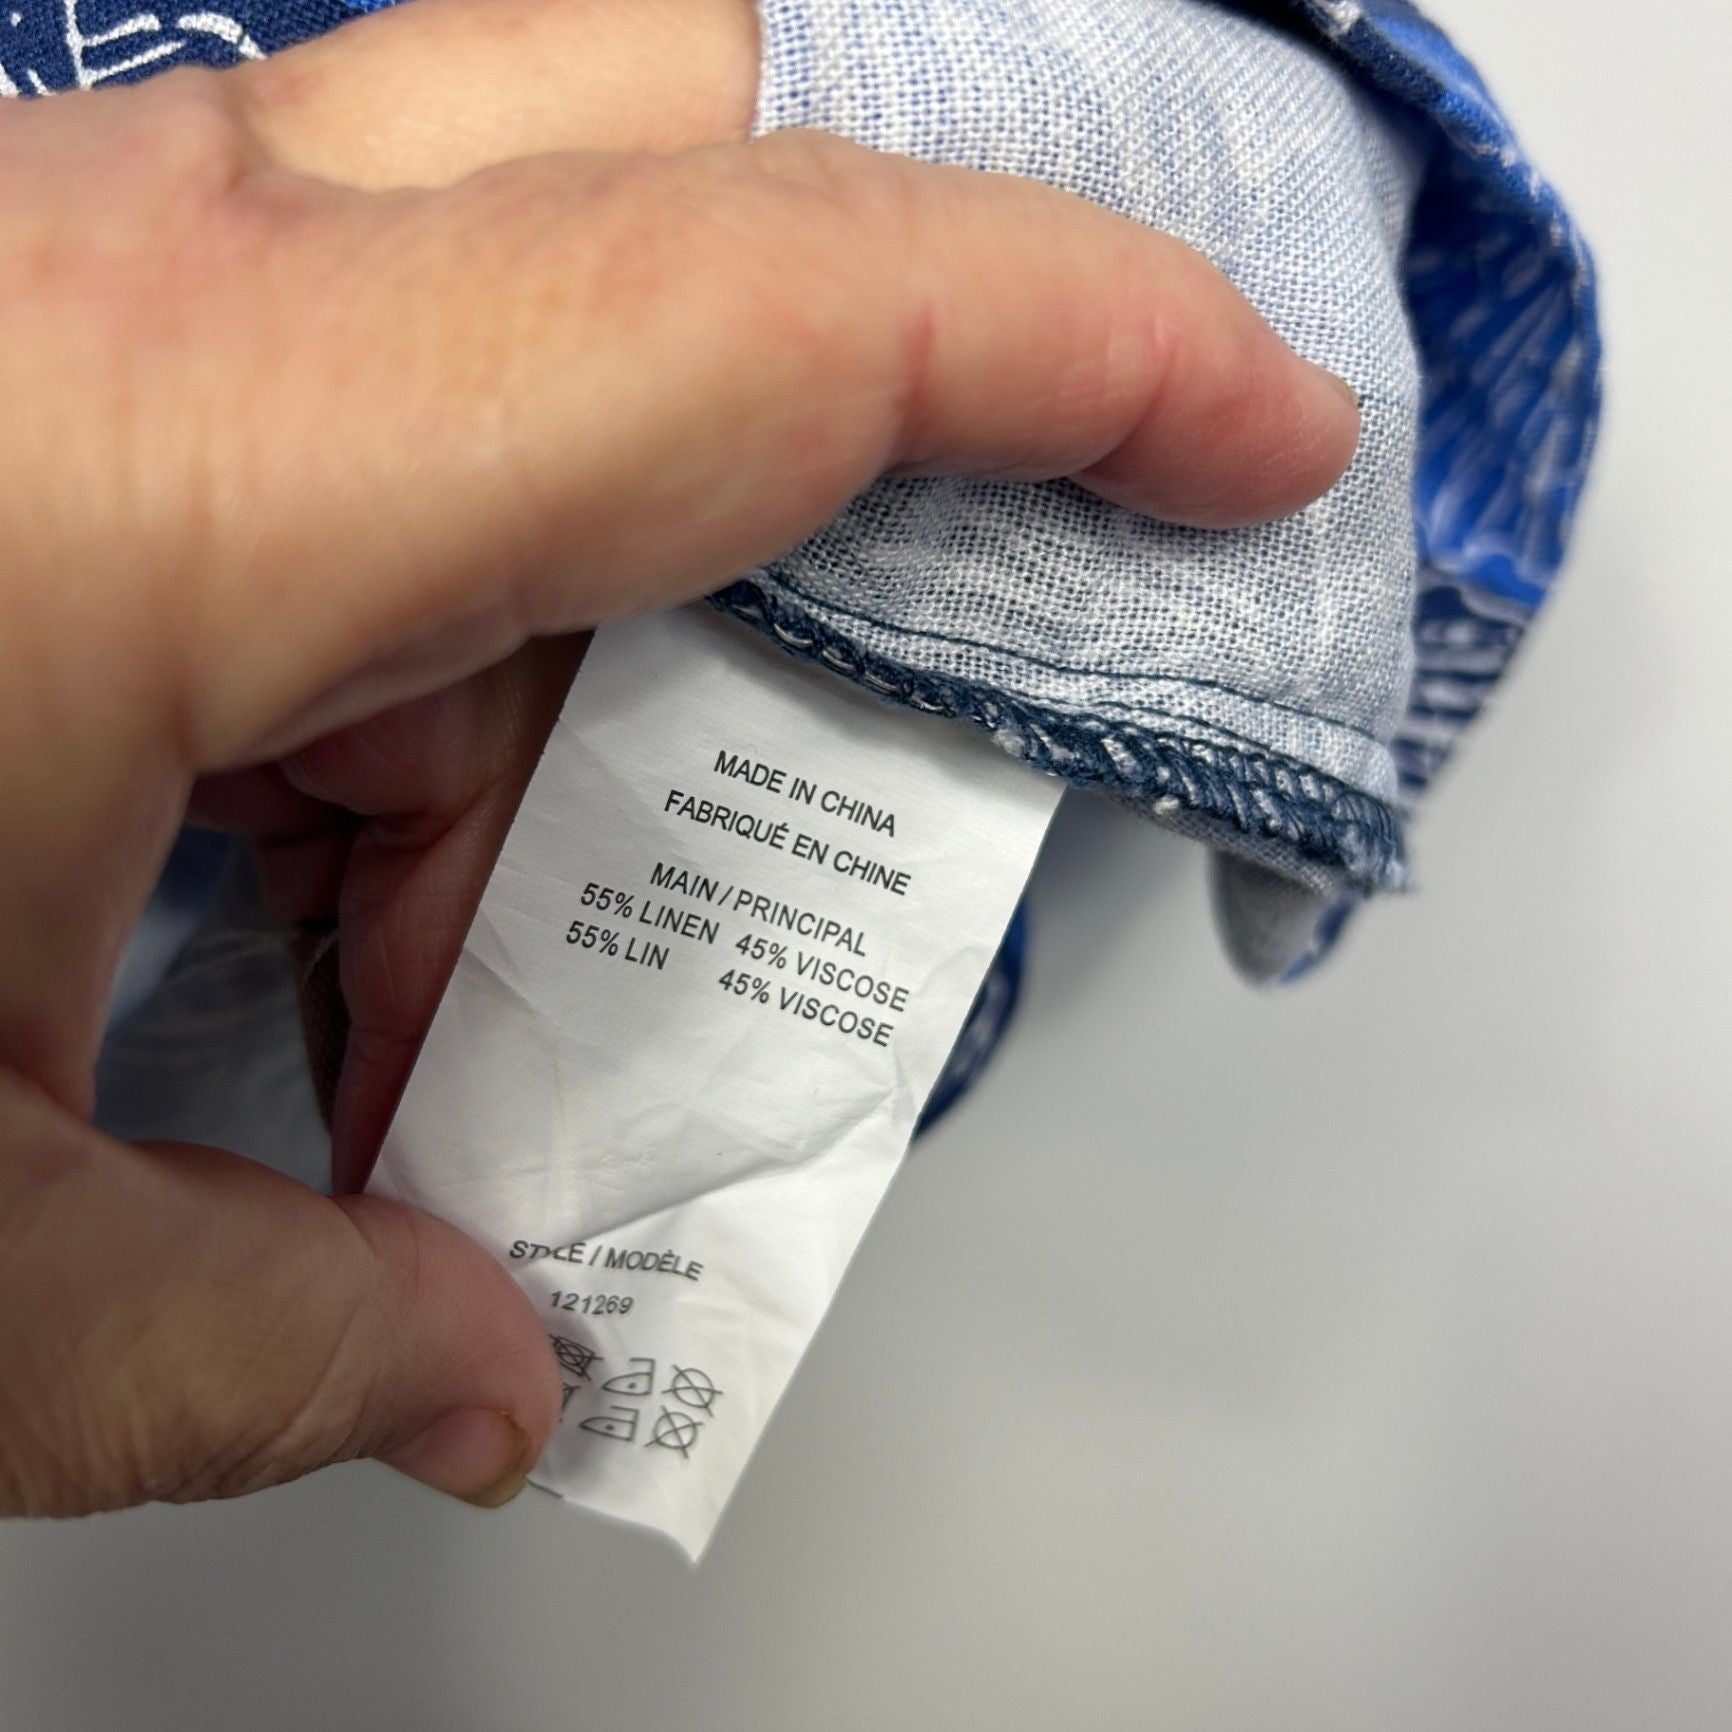 MADE IN CHINA
FABRIQUÉ EN CHINE
MAIN / PRINCIPAL
55% LINEN 45% VISCOSE
55% LIN 45% VISCOSE
STYLE / MODÈLE
121269